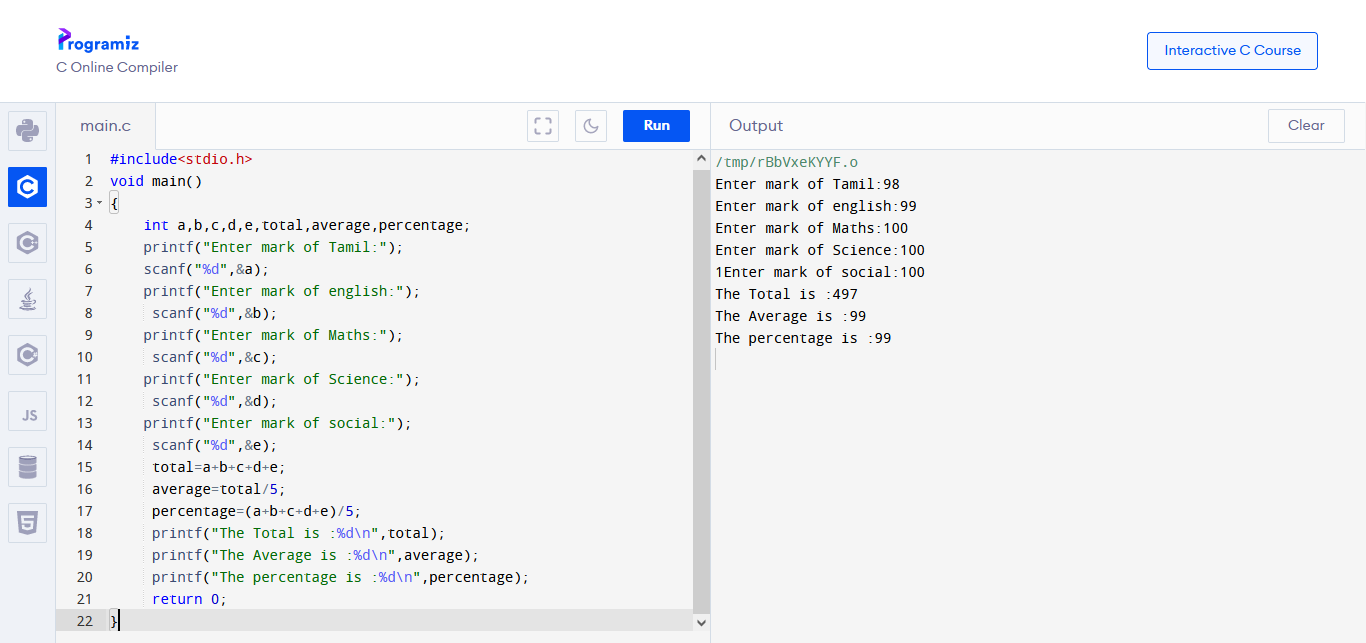 Programiz
C Online Compiler
Interactive C Course
main.c
Run
Output
Clear
1 #include<stdio.h>
2 void main()
3 {
4 int a,b,c,d,e,total,average,percentage;
5 printf("Enter mark of Tamil:");
6 scanf("%d",&a);
7 printf("Enter mark of english:");
8 scanf("%d",&b);
9 printf("Enter mark of Maths:");
10 scanf("%d",&c);
11 printf("Enter mark of Science:");
12 scanf("%d",&d);
13 printf("Enter mark of social:");
14 scanf("%d",&e);
15 total=a+b+c+d+e;
16 average=total/5;
17 percentage=(a+b+c+d+e)/5;
18 printf("The Total is :%d\n",total);
19 printf("The Average is :%d\n",average);
20 printf("The percentage is :%d\n",percentage);
21 return 0;
22 }
/tmp/rBbVxeKYYF.o
Enter mark of Tamil:98
Enter mark of english:99
Enter mark of Maths:100
Enter mark of Science:100
1Enter mark of social:100
The Total is :497
The Average is :99
The percentage is :99
JS